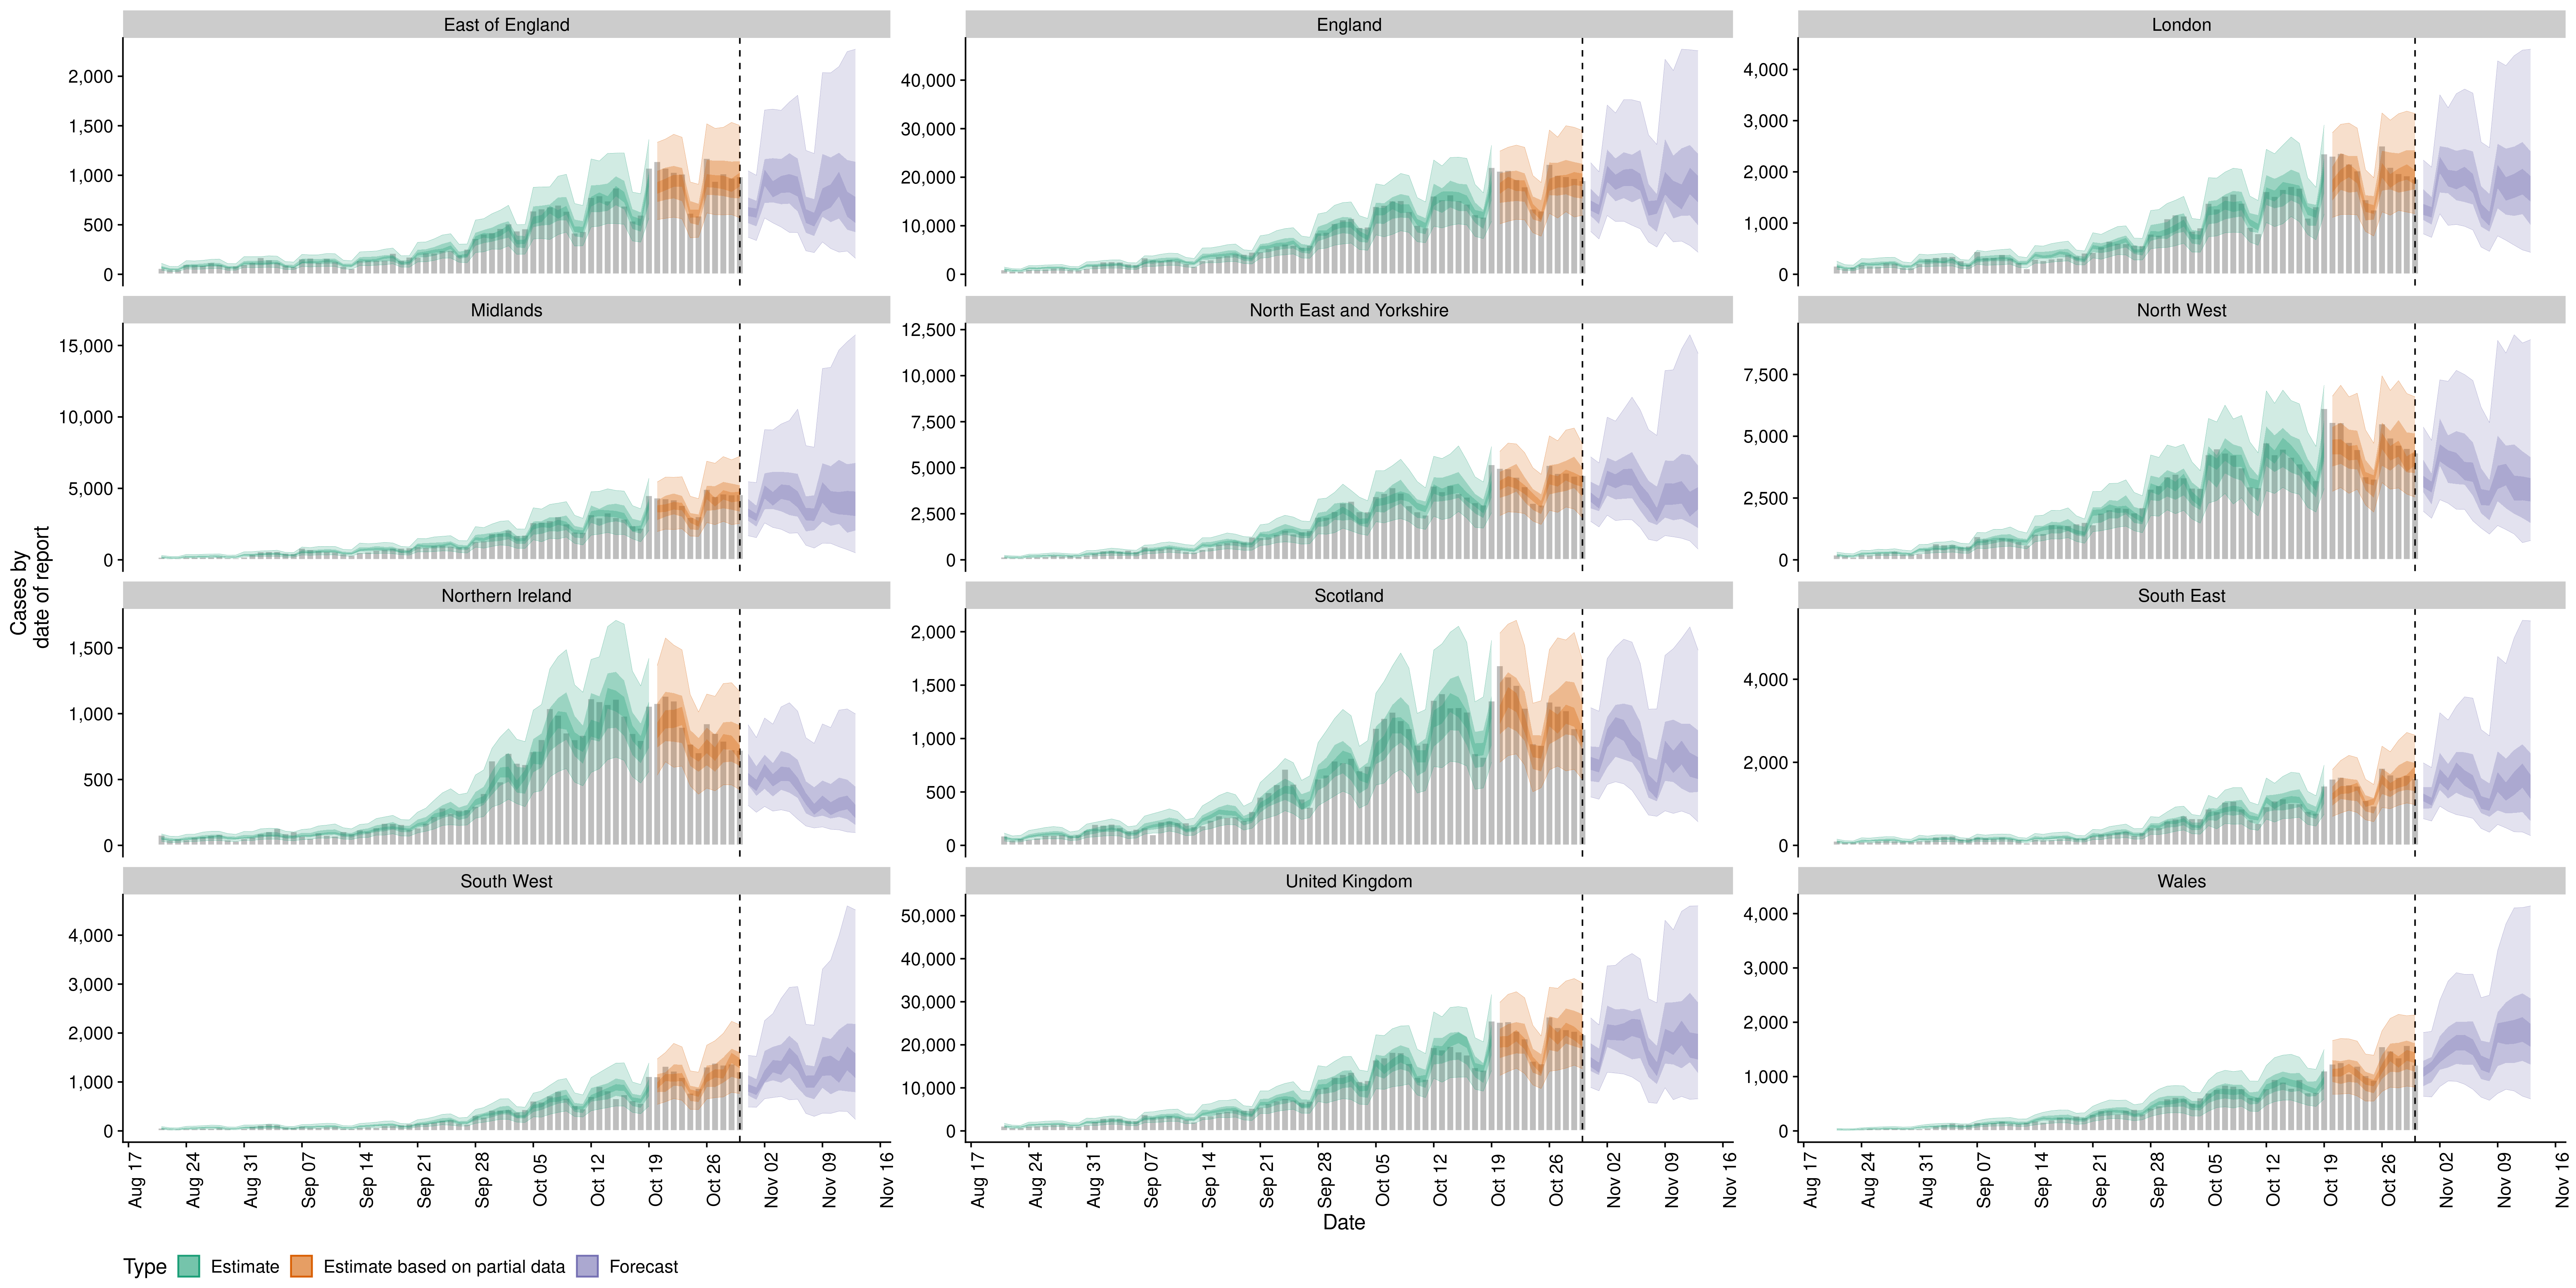 East of England
England
London
2,000
1,500
1,000
500
0
40,000
30,000
20,000
10,000
0
4,000
3,000
2,000
1,000
0
Midlands
North East and Yorkshire
North West
15,000
10,000
5,000
0
12,500
10,000
7,500
5,000
2,500
0
7,500
5,000
2,500
0
Cases by
date of report
Northern Ireland
Scotland
South East
1,500
1,000
500
0
2,000
1,500
1,000
500
0
4,000
2,000
0
South West
United Kingdom
Wales
4,000
3,000
2,000
1,000
0
50,000
40,000
30,000
20,000
10,000
0
4,000
3,000
2,000
1,000
0
Aug 17
Aug 24
Aug 31
Sep 07
Sep 14
Sep 21
Sep 28
Oct 05
Oct 12
Oct 19
Oct 26
Nov 02
Nov 09
Nov 16
Aug 17
Aug 24
Aug 31
Sep 07
Sep 14
Sep 21
Sep 28
Oct 05
Oct 12
Oct 19
Oct 26
Nov 02
Nov 09
Nov 16
Aug 17
Aug 24
Aug 31
Sep 07
Sep 14
Sep 21
Sep 28
Oct 05
Oct 12
Oct 19
Oct 26
Nov 02
Nov 09
Nov 16
Date
Type Estimate Estimate based on partial data Forecast